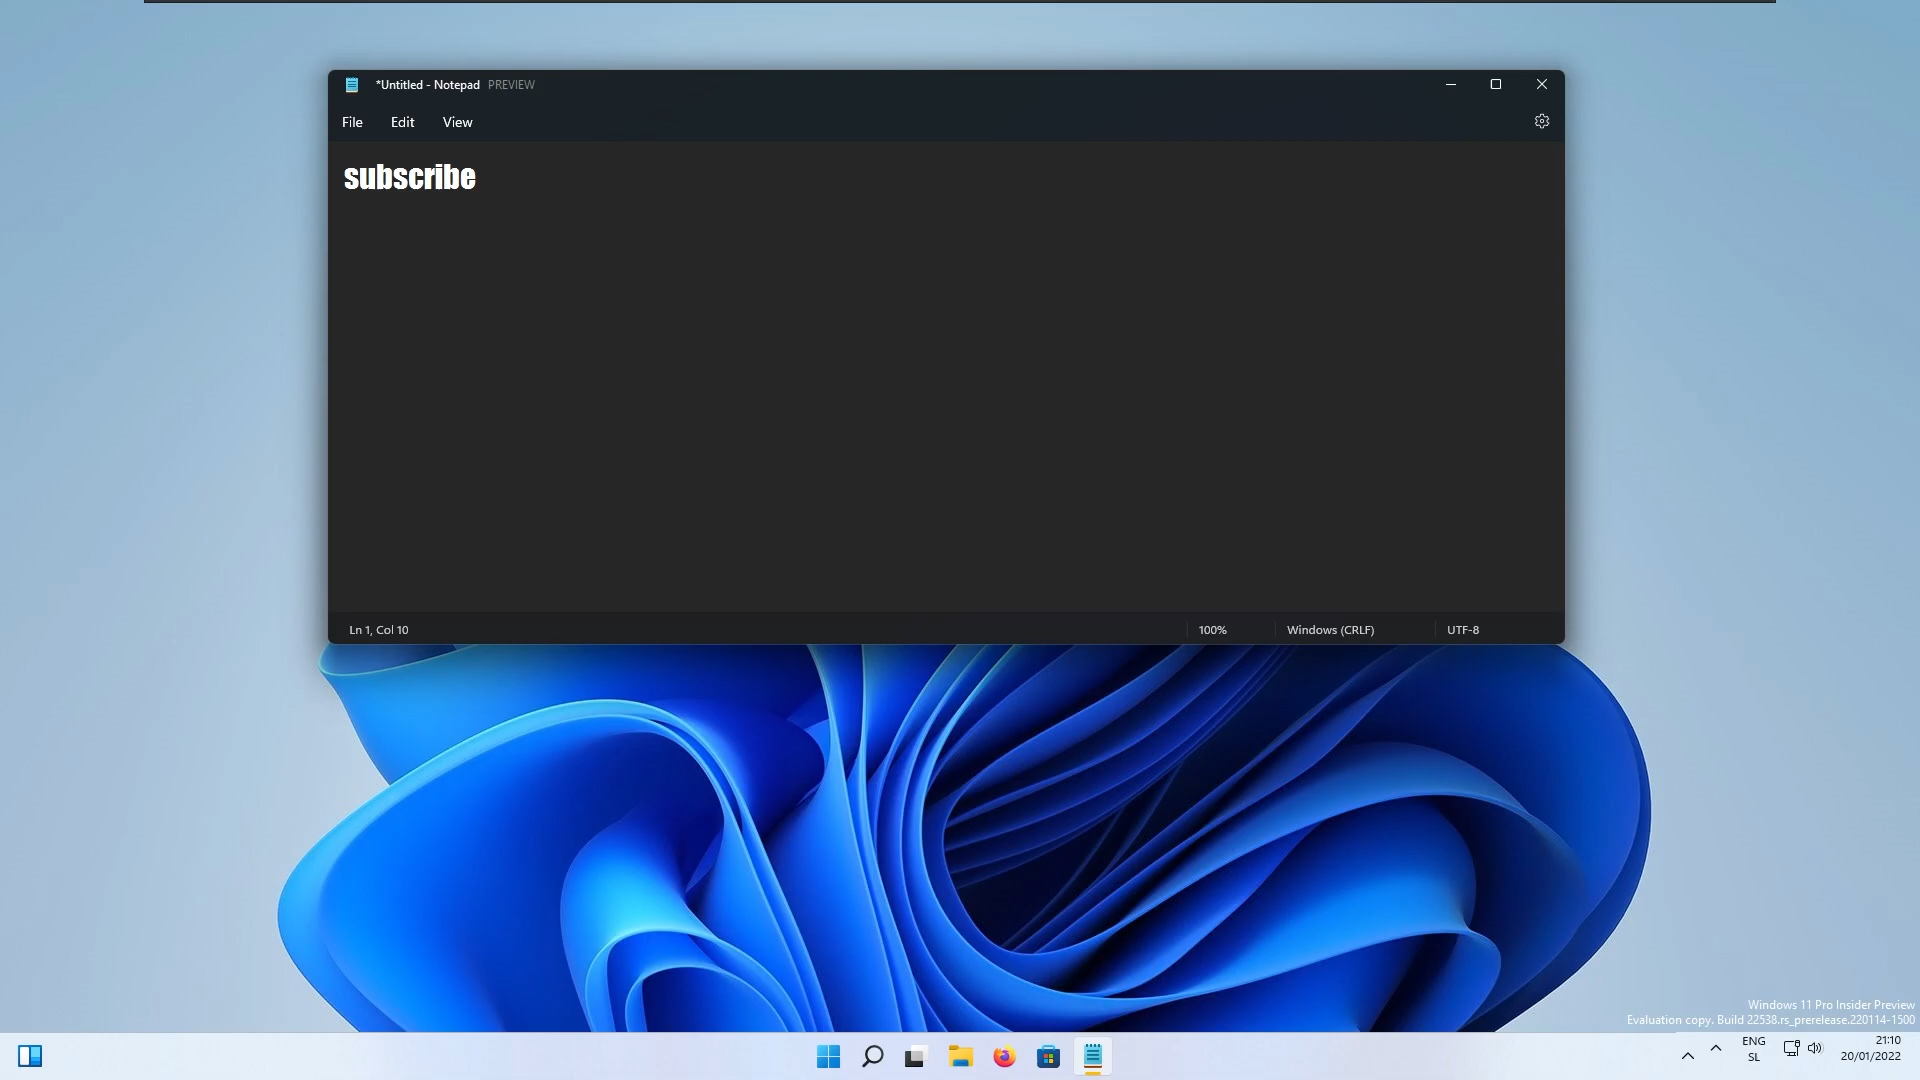 *Untitled - Notepad PREVIEW
File Edit View
subscribe
Ln 1, Col 10 100% Windows (CRLF) UTF-8
Windows 11 Pro Insider Preview
Evaluation copy. Build 22538.rs_prerelease.220114-1500
ENG 21:10
SL 20/01/2022